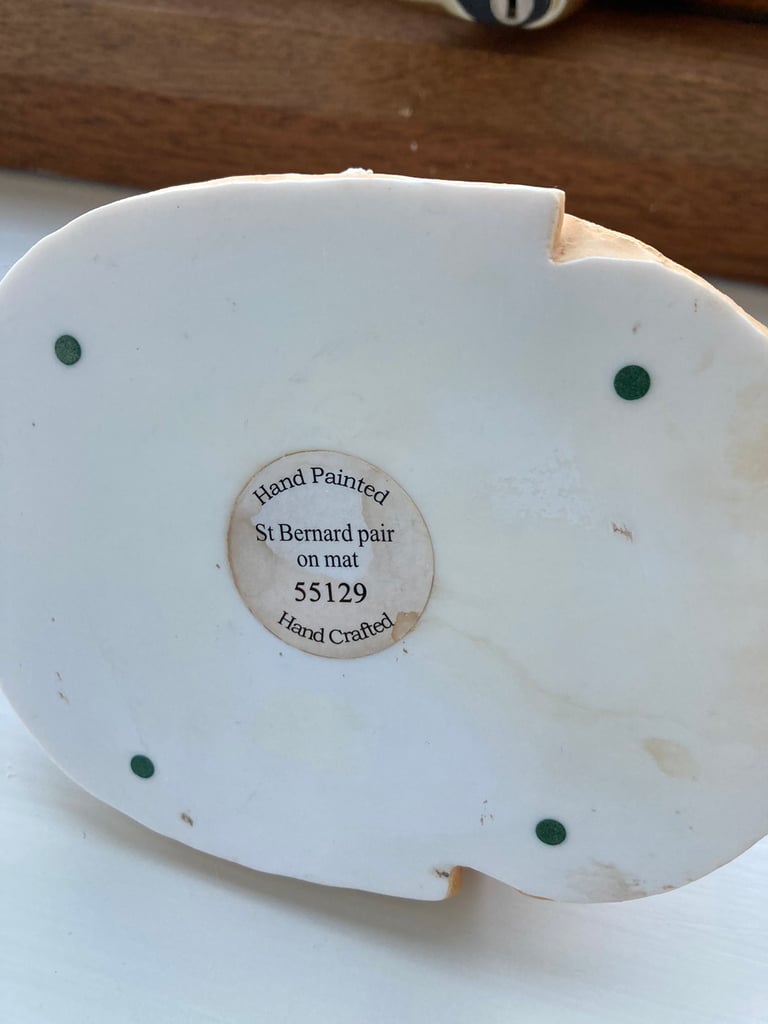 Hand Painted
St Bernard pair
on mat
55129
Hand Crafted